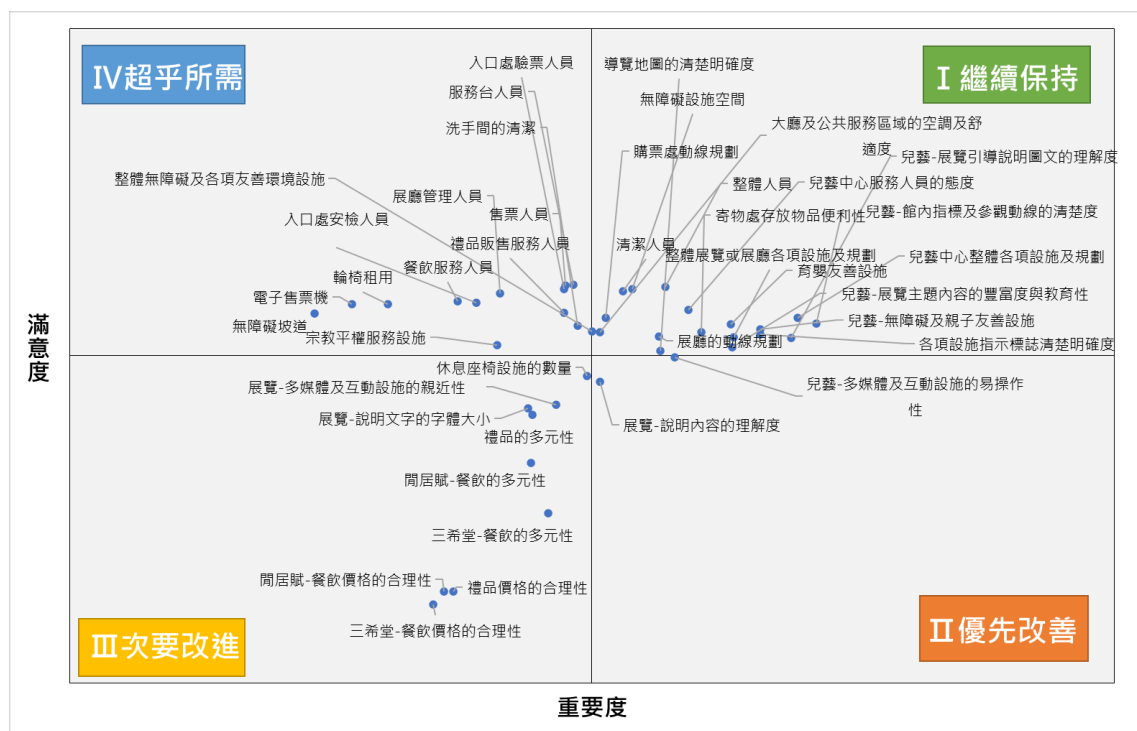 IV超乎所需
I 繼續保持
入口處驗票人員
導覽地圖的清楚明確度
服務台人員
無障礙設施空間
洗手間的清潔
大廳及公共服務區域的空調及舒
適度
購票處動線規劃
兒藝-展覽引導說明圖文的理解度
整體無障礙及各項友善環境設施
整體人員
兒藝中心服務人員的態度
展廳管理人員
售票人員
寄物處存放物品便利性
兒藝-館內指標及參觀動線的清楚度
入口處安檢人員
禮品販售服務人員
清潔人員
整體展覽或展廳各項設施及規劃
兒藝中心整體各項設施及規劃
餐飲服務人員
輪椅租用
育嬰友善設施
電子售票機
兒藝-展覽主題內容的豐富度與教育性
無障礙坡道
兒藝-無障礙及親子友善設施
宗教平權服務設施
展廳的動線規劃
各項設施指示標誌清楚明確度
滿意度
休息座椅設施的數量
展覽-多媒體及互動設施的親近性
兒藝-多媒體及互動設施的易操作
性
展覽-說明文字的字體大小
展覽-說明內容的理解度
禮品的多元性
閒居賦-餐飲的多元性
三希堂-餐飲的多元性
閒居賦-餐飲價格的合理性
禮品價格的合理性
三希堂-餐飲價格的合理性
III次要改進
II優先改善
重要度